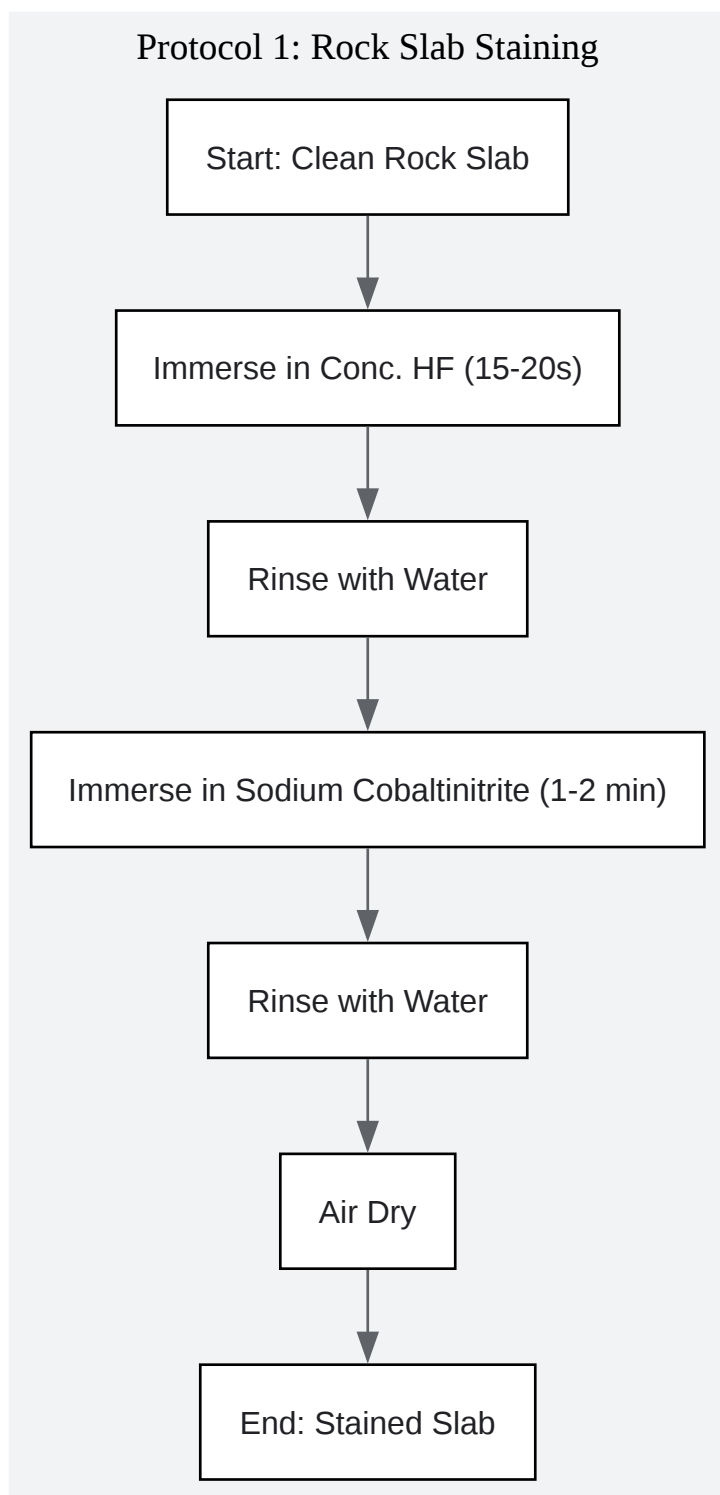 Protocol 1: Rock Slab Staining
Start: Clean Rock Slab
Immerse in Conc. HF (15-20s)
Rinse with Water
Immerse in Sodium Cobaltinitrite (1-2 min)
Rinse with Water
Air Dry
End: Stained Slab